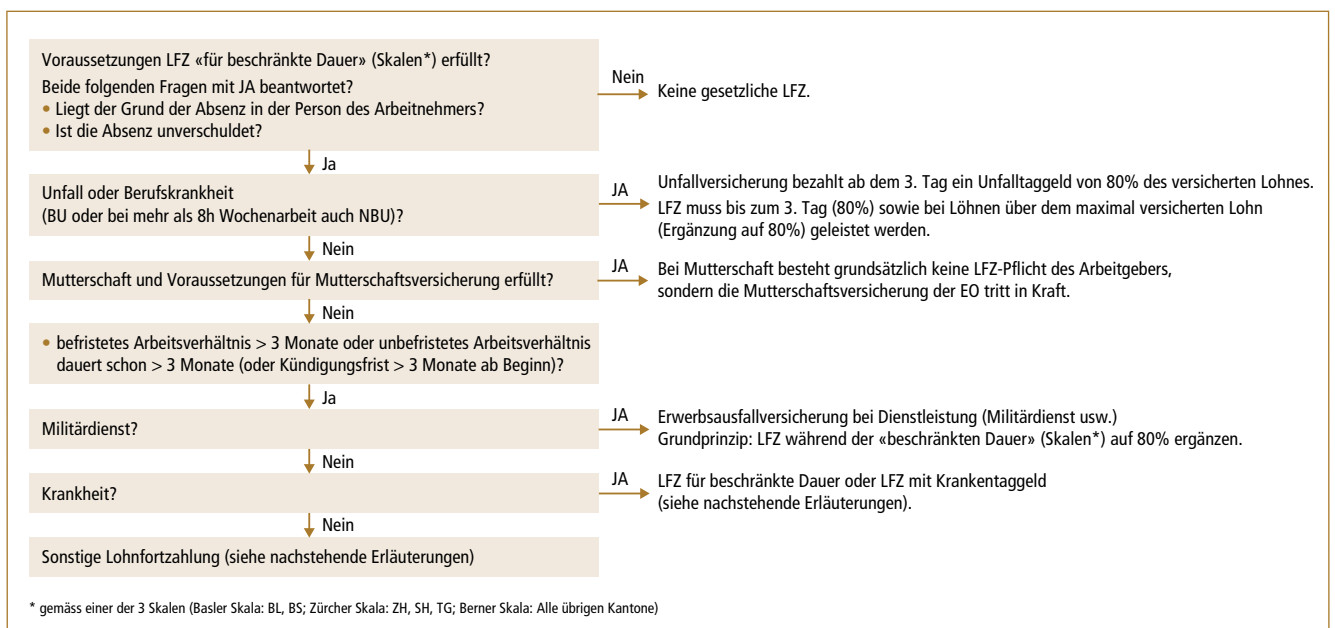 Voraussetzungen LFZ «für beschränkte Dauer» (Skalen*) erfüllt?
Beide folgenden Fragen mit JA beantwortet?
• Liegt der Grund der Absenz in der Person des Arbeitnehmers?
• Ist die Absenz unverschuldet?
Nein
Keine gesetzliche LFZ.
Ja
Unfall oder Berufskrankheit
(BU oder bei mehr als 8h Wochenarbeit auch NBU)?
JA
Unfallversicherung bezahlt ab dem 3. Tag ein Unfalltaggeld von 80% des versicherten Lohnes.
LFZ muss bis zum 3. Tag (80%) sowie bei Löhnen über dem maximal versicherten Lohn
(Ergänzung auf 80%) geleistet werden.
Nein
Mutterschaft und Voraussetzungen für Mutterschaftsversicherung erfüllt?
JA
Bei Mutterschaft besteht grundsätzlich keine LFZ-Pflicht des Arbeitgebers,
sondern die Mutterschaftsversicherung der EO tritt in Kraft.
Nein
• befristetes Arbeitsverhältnis > 3 Monate oder unbefristetes Arbeitsverhältnis
dauert schon > 3 Monate (oder Kündigungsfrist > 3 Monate ab Beginn)?
Ja
Militärdienst?
JA
Erwerbsausfallversicherung bei Dienstleistung (Militärdienst usw.)
Grundprinzip: LFZ während der «beschränkten Dauer» (Skalen*) auf 80% ergänzen.
Nein
Krankheit?
JA
LFZ für beschränkte Dauer oder LFZ mit Krankentaggeld
(siehe nachstehende Erläuterungen).
Nein
Sonstige Lohnfortzahlung (siehe nachstehende Erläuterungen)
* gemäss einer der 3 Skalen (Basler Skala: BL, BS; Zürcher Skala: ZH, SH, TG; Berner Skala: Alle übrigen Kantone)